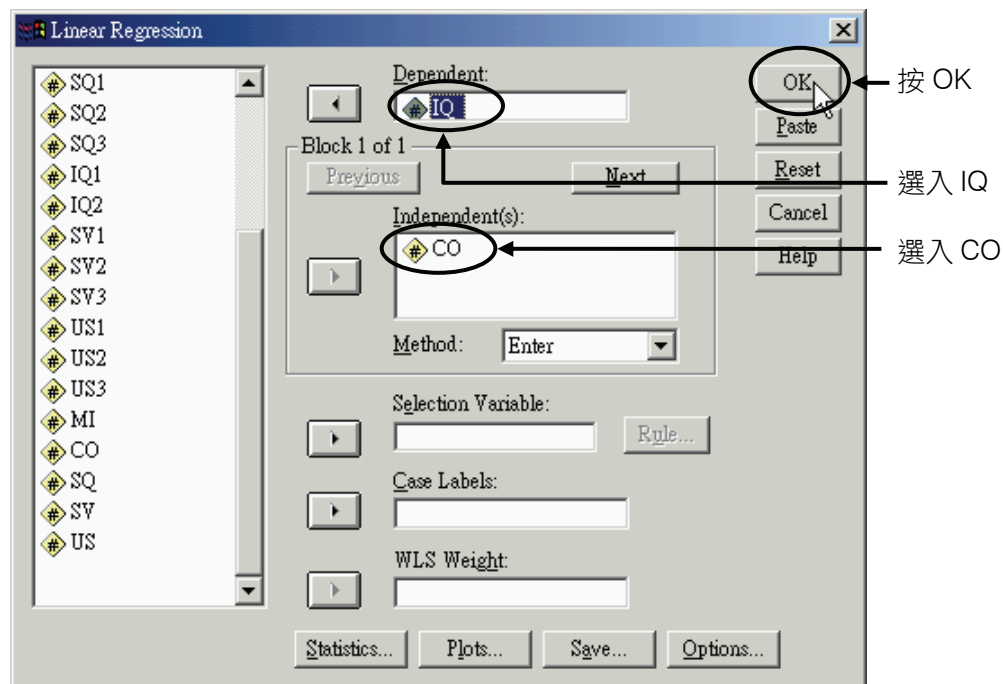 Linear Regression
SQ1
SQ2
SQ3
IQ1
IQ2
SV1
SV2
SV3
US1
US2
US3
MI
CO
SQ
SV
US
Dependent:
IQ
Block 1 of 1
Previous
Next
Independent(s):
CO
Method:
Enter
Selection Variable:
Rule...
Case Labels:
WLS Weight:
Statistics...
Plots...
Save...
Options...
OK
Paste
Reset
Cancel
Help
按 OK
選入 IQ
選入 CO